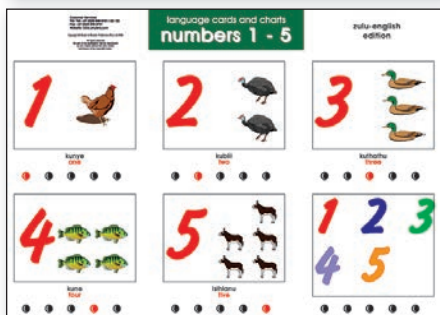 language cards and charts
numbers 1 - 5
zulu-english
edition
1
2
3
kunye
one
kubili
two
kuthathu
three
4
5
1 2 3
4 5
kune
four
isihlanu
five